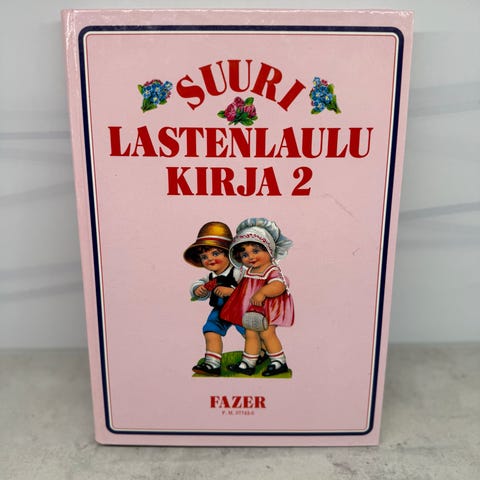 SUURI
LASTENLAULU
KIRJA 2
FAZER